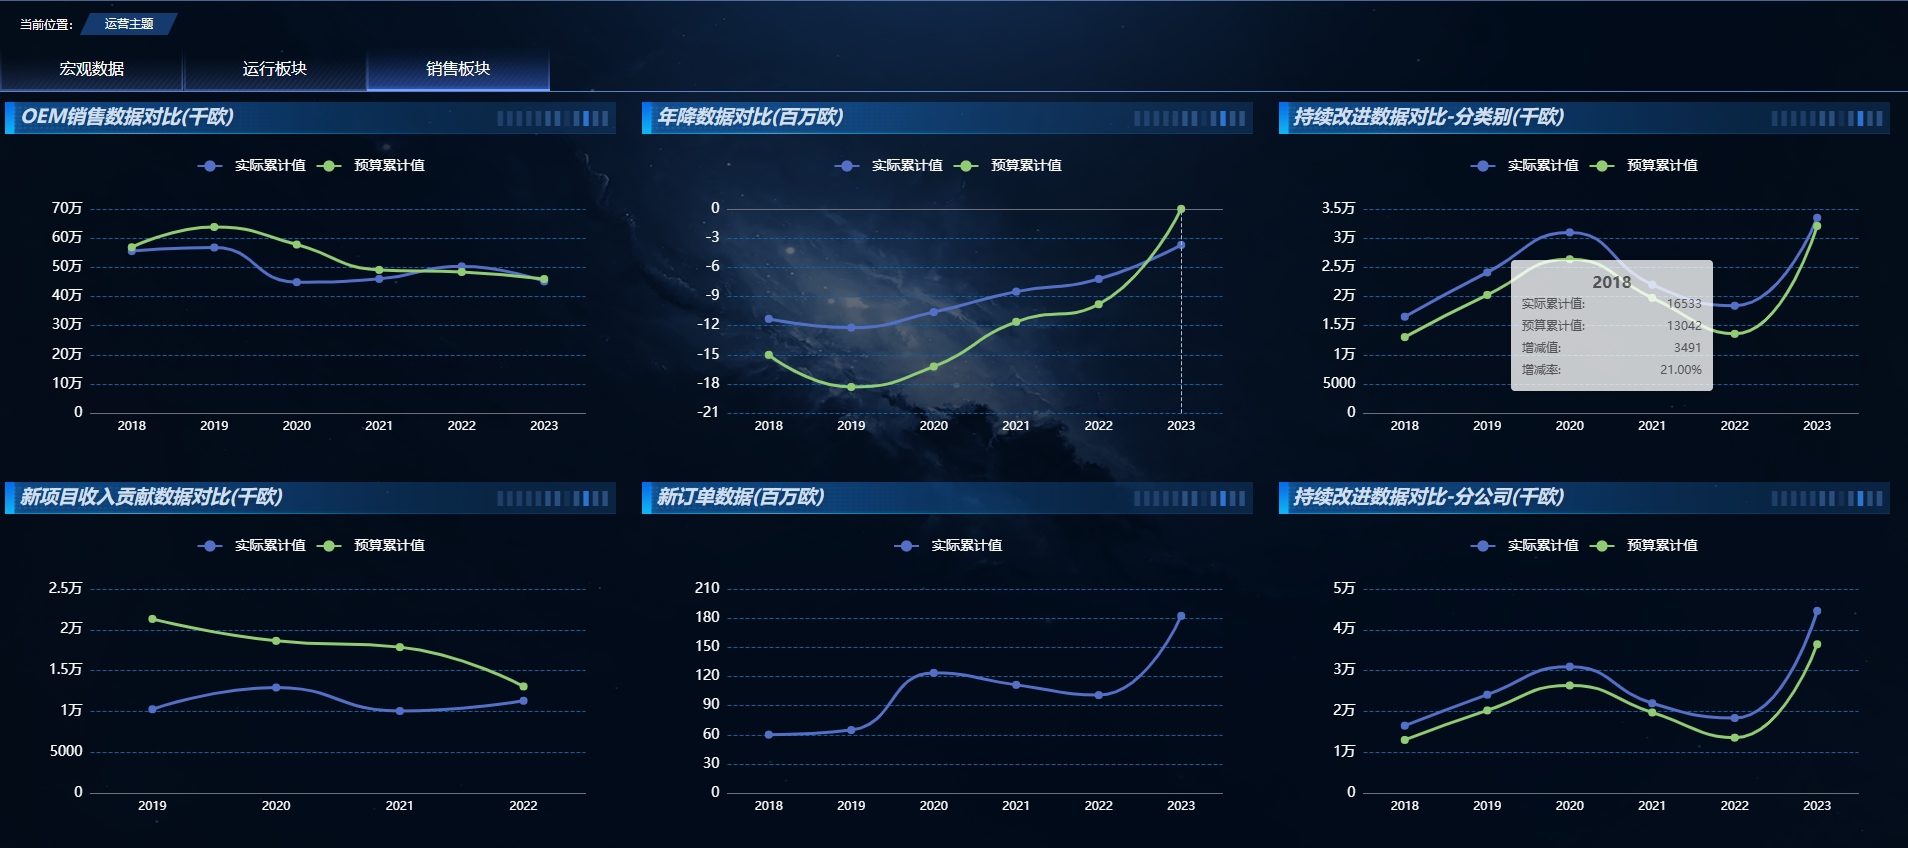 当前位置： 运营主题
宏观数据 运行板块 销售板块
OEM销售数据对比(千欧)
实际累计值 预算累计值
70万
60万
50万
40万
30万
20万
10万
0
2018 2019 2020 2021 2022 2023
年降数据对比(百万欧)
实际累计值 预算累计值
0
-3
-6
-9
-12
-15
-18
-21
2018 2019 2020 2021 2022 2023
持续改进数据对比-分类别(千欧)
实际累计值 预算累计值
3.5万
3万
2.5万
2万
1.5万
1万
5000
0
2018 2019 2020 2021 2022 2023
2018
实际累计值: 16533
预算累计值: 13042
增减值: 3491
增减率: 21.00%
新项目收入贡献数据对比(千欧)
实际累计值 预算累计值
2.5万
2万
1.5万
1万
5000
0
2019 2020 2021 2022
新订单数据(百万欧)
实际累计值
210
180
150
120
90
60
30
0
2018 2019 2020 2021 2022 2023
持续改进数据对比-分公司(千欧)
实际累计值 预算累计值
5万
4万
3万
2万
1万
0
2018 2019 2020 2021 2022 2023